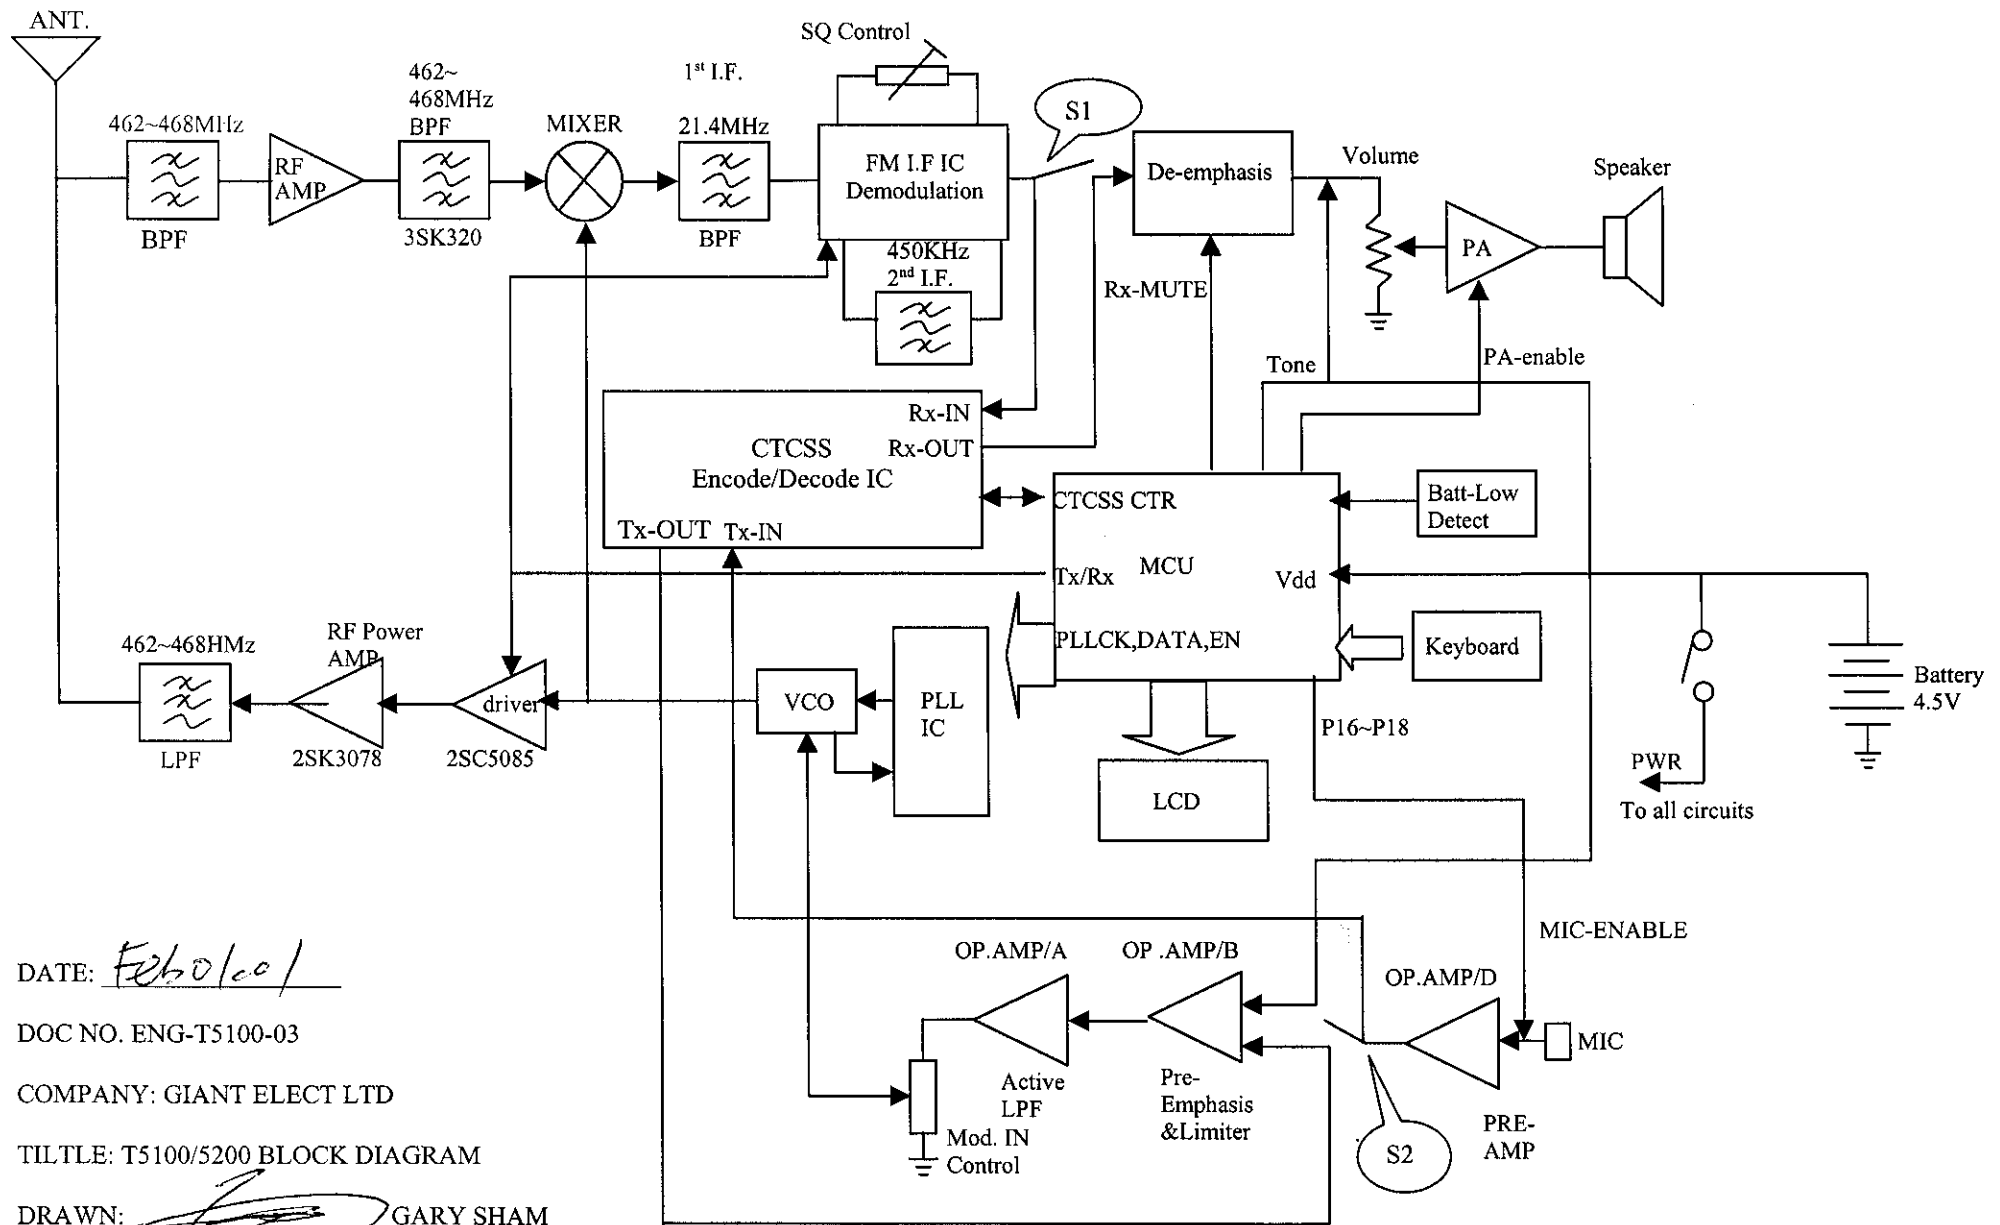 ANT.
SQ Control
462~
468MHz
BPF
1st I.F.
S1
462~468MHz
MIXER
21.4MHz
RF
AMP
FM I.F IC
Demodulation
De-emphasis
Volume
Speaker
BPF
3SK320
BPF
450KHz
2nd I.F.
PA
Rx-MUTE
Tone
PA-enable
Rx-IN
CTCSS
Encode/Decode IC
Rx-OUT
CTCSS CTR
Batt-Low
Detect
Tx-OUT
Tx-IN
Tx/Rx
MCU
Vdd
462~468HMz
RF Power
AMP
PLLCK,DATA,EN
Keyboard
driver
VCO
PLL
IC
Battery
4.5V
LPF
2SK3078
2SC5085
P16~P18
PWR
LCD
To all circuits
MIC-ENABLE
OP.AMP/A
OP .AMP/B
OP.AMP/D
MIC
Active
LPF
Pre-
Emphasis
&Limiter
PRE-
AMP
Mod. IN
Control
S2
DATE:
DOC NO. ENG-T5100-03
COMPANY: GIANT ELECT LTD
TILTLE: T5100/5200 BLOCK DIAGRAM
DRAWN: GARY SHAM